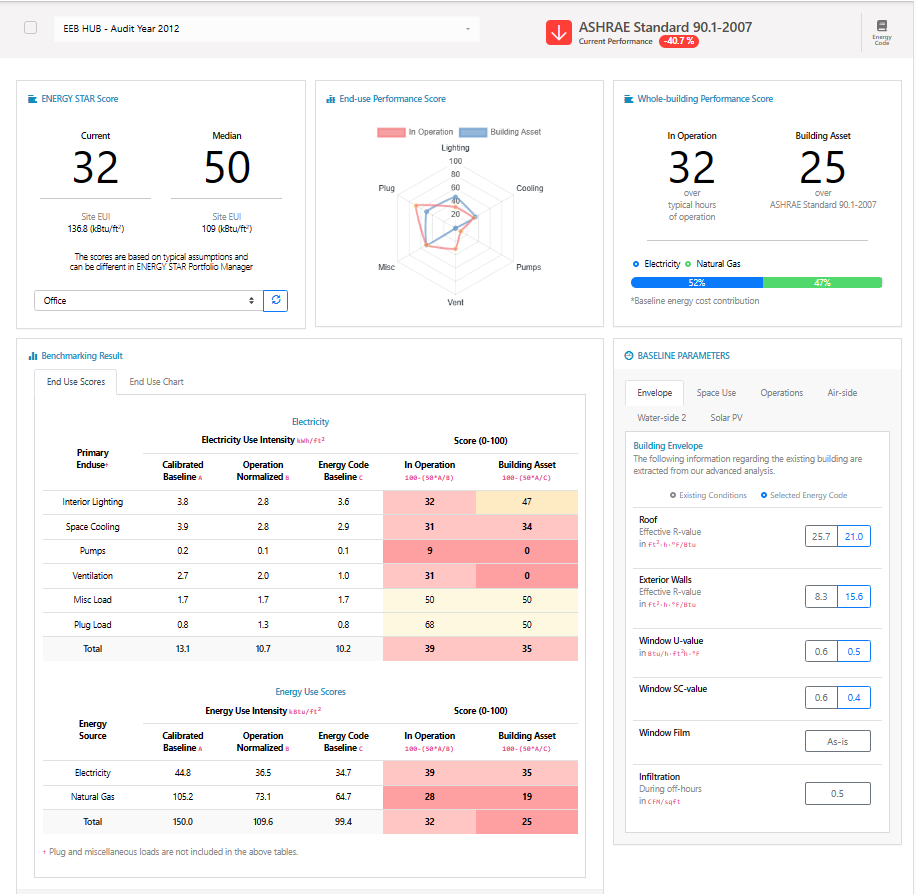 EEB HUB - Audit Year 2012
ASHRAE Standard 90.1-2007
Current Performance -40.7 %
Energy
Code
ENERGY STAR Score
Current Median
32 50
Site EUI Site EUI
136.8 (kBtu/ft²) 109 (kBtu/ft²)
The scores are based on typical assumptions and
can be different in ENERGY STAR Portfolio Manager
Office
End-use Performance Score
In Operation Building Asset
Lighting
100
80
60
40
20
Plug Cooling
Misc Pumps
Vent
Whole-building Performance Score
In Operation Building Asset
32 25
over over
typical hours ASHRAE Standard 90.1-2007
of operation
Electricity Natural Gas
52% 47%
*Baseline energy cost contribution
Benchmarking Result
End Use Scores End Use Chart
Electricity
Primary
Enduse+
Electricity Use Intensity kWh/ft² Score (0-100)
Calibrated Operation Energy Code In Operation Building Asset
Baseline A Normalized B Baseline C 100-(50*A/B) 100-(50*A/C)
Interior Lighting 3.8 2.8 3.6 32 47
Space Cooling 3.9 2.8 2.9 31 34
Pumps 0.2 0.1 0.1 9 0
Ventilation 2.7 2.0 1.0 31 0
Misc Load 1.7 1.7 1.7 50 50
Plug Load 0.8 1.3 0.8 68 50
Total 13.1 10.7 10.2 39 35
Energy Use Scores
Energy
Source
Energy Use Intensity kBtu/ft² Score (0-100)
Calibrated Operation Energy Code In Operation Building Asset
Baseline A Normalized B Baseline C 100-(50*A/B) 100-(50*A/C)
Electricity 44.8 36.5 34.7 39 35
Natural Gas 105.2 73.1 64.7 28 19
Total 150.0 109.6 99.4 32 25
+ Plug and miscellaneous loads are not included in the above tables.
BASELINE PARAMETERS
Envelope Space Use Operations Air-side
Water-side 2 Solar PV
Building Envelope
The following information regarding the existing building are
extracted from our advanced analysis.
Existing Conditions Selected Energy Code
Roof
Effective R-value 25.7 21.0
in ft²·h·°F/Btu
Exterior Walls
Effective R-value 8.3 15.6
in ft²·h·°F/Btu
Window U-value 0.6 0.5
in Btu/h·ft²h·°F
Window SC-value 0.6 0.4
Window Film As-is
Infiltration
During off-hours 0.5
in CFM/sqft